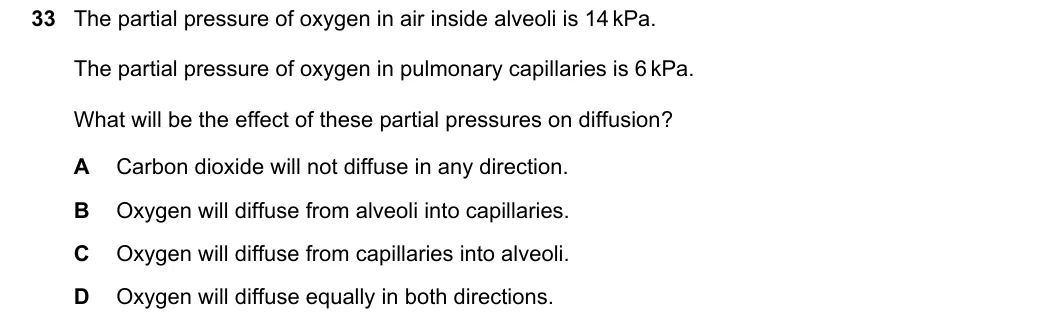 33 The partial pressure of oxygen in air inside alveoli is 14 kPa.
The partial pressure of oxygen in pulmonary capillaries is 6 kPa.
What will be the effect of these partial pressures on diffusion?
A Carbon dioxide will not diffuse in any direction.
B Oxygen will diffuse from alveoli into capillaries.
C Oxygen will diffuse from capillaries into alveoli.
D Oxygen will diffuse equally in both directions.